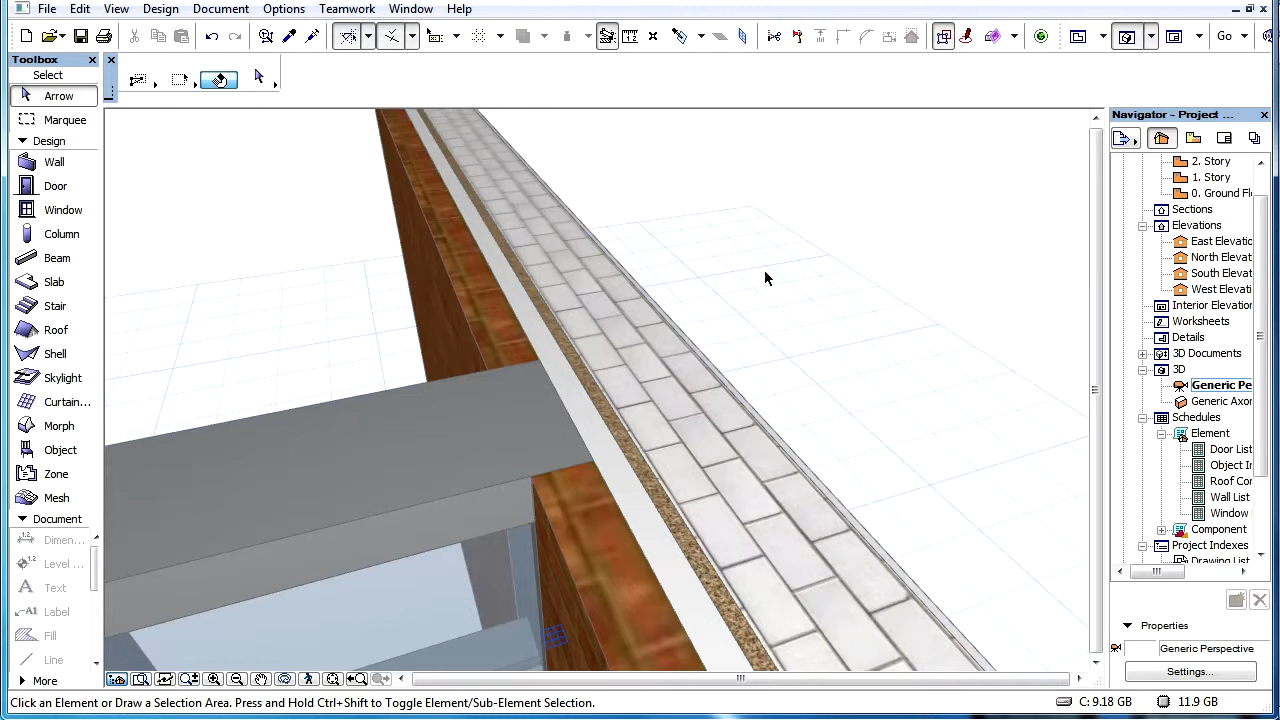 File Edit View Design Document Options Teamwork Window Help
Go
Toolbox
Select
Arrow
Marquee
Design
Wall
Door
Window
Column
Beam
Slab
Stair
Roof
Shell
Skylight
Curtain...
Morph
Object
Zone
Mesh
Document
Dimen...
Level ...
Text
A1 Label
Fill
Line
More
Navigator - Project ...
2. Story
1. Story
0. Ground Fl
Sections
Elevations
East Elevatio
North Elevat
South Elevat
West Elevati
Interior Elevation
Worksheets
Details
3D Documents
3D
Generic Pe
Generic Axon
Schedules
Element
Door List
Object In
Roof Cor
Wall List
Window
Component
Project Indexes
Drawing List
Properties
Generic Perspective
Settings...
Click an Element or Draw a Selection Area. Press and Hold Ctrl+Shift to Toggle Element/Sub-Element Selection.
C: 9.18 GB
11.9 GB